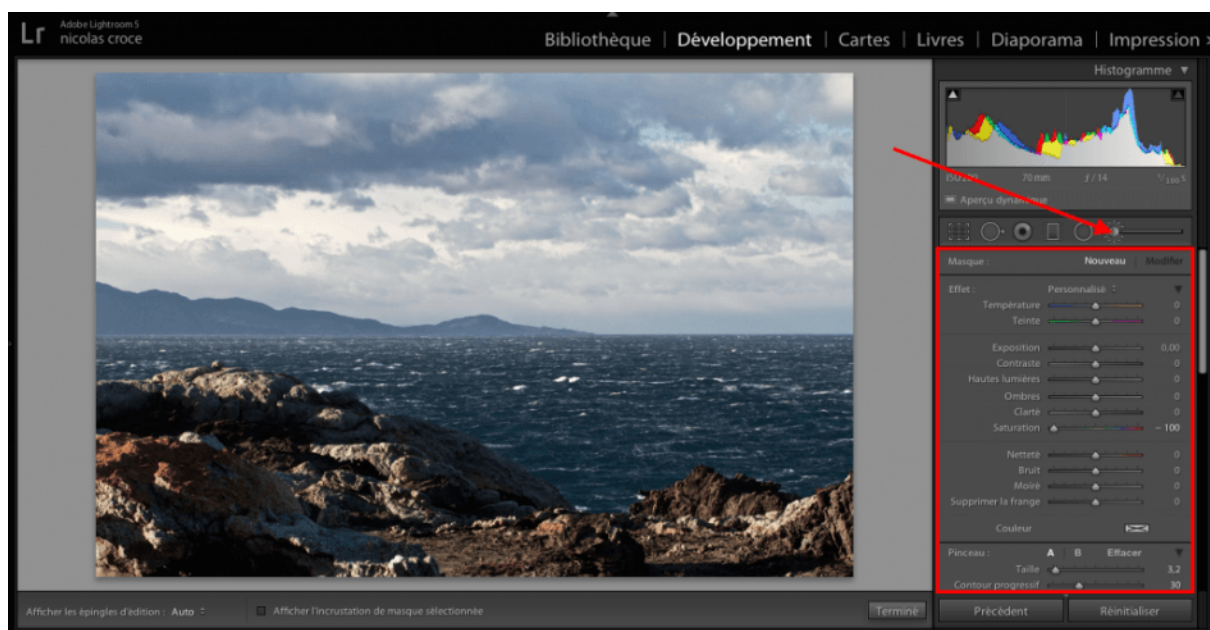 Lr Adobe Lightroom 5
nicolas croce
Bibliothèque | Développement | Cartes | Livres | Diaporama | Impression
Histogramme
ISO 200 70 mm f / 14
Aperçu dynamique
Masque : Nouveau | Modifier
Effet : Personnalisé
Température 0
Teinte 0
Exposition 0,00
Contraste 0
Hautes lumières 0
Ombres 0
Clarté 0
Saturation – 100
Netteté 0
Bruit 0
Moiré 0
Supprimer la frange 0
Couleur
Pinceau : A | B Effacer
Taille 3,2
Contour progressif 30
Afficher les épingles d'édition : Auto Afficher l'incrustation de masque sélectionnée Terminé Précédent Réinitialiser